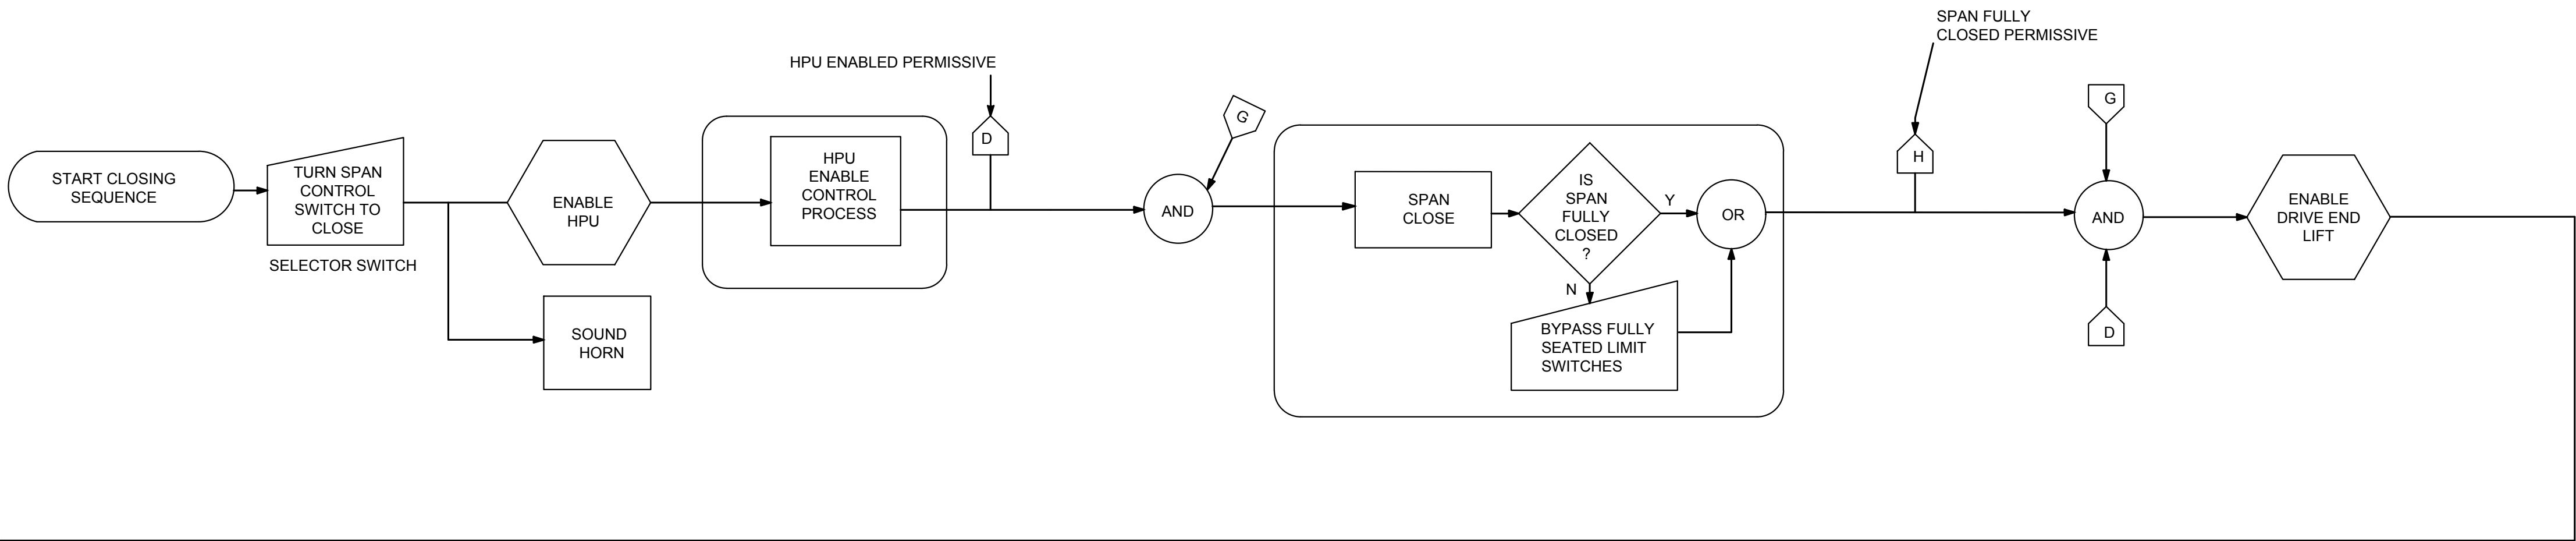 START CLOSING
SEQUENCE
TURN SPAN
CONTROL
SWITCH TO
CLOSE
SELECTOR SWITCH
ENABLE
HPU
SOUND
HORN
HPU
ENABLE
CONTROL
PROCESS
HPU ENABLED PERMISSIVE
D
G
AND
SPAN
CLOSE
IS
SPAN
FULLY
CLOSED
?
Y
N
BYPASS FULLY
SEATED LIMIT
SWITCHES
OR
SPAN FULLY
CLOSED PERMISSIVE
H
G
AND
D
ENABLE
DRIVE END
LIFT